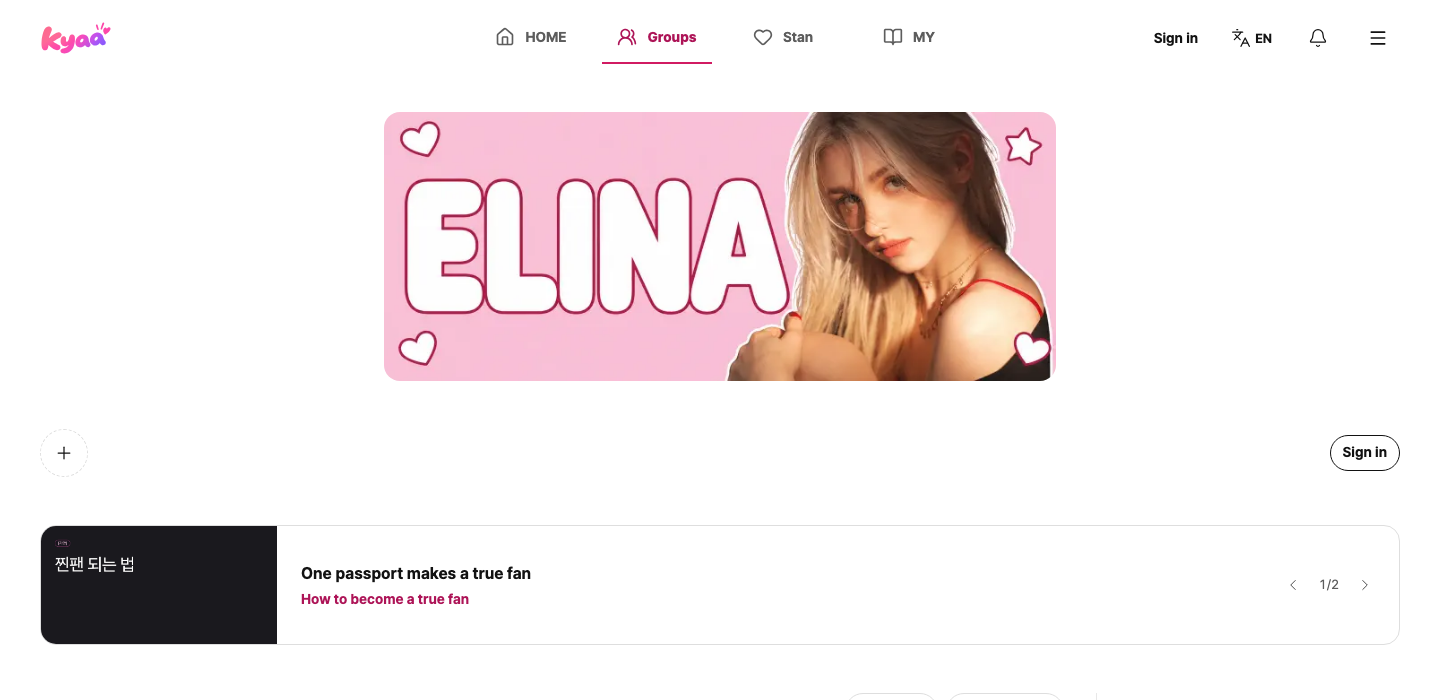 kyaa
HOME
Groups
Stan
MY
Sign in
EN
ELINA
Sign in
찐팬 되는 법
One passport makes a true fan
How to become a true fan
1/2